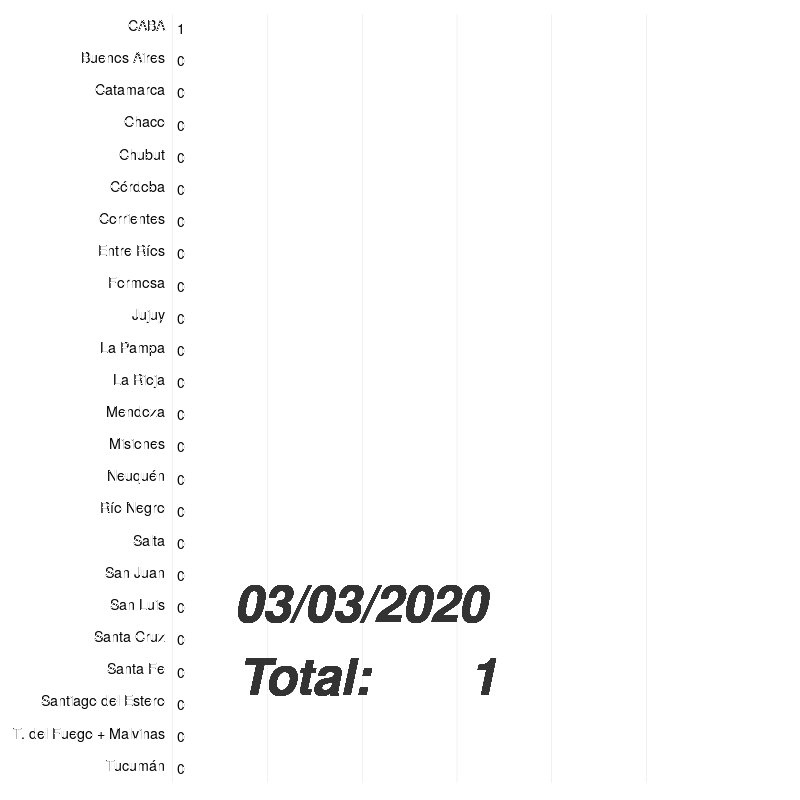 CABA 1
Buenos Aires 0
Catamarca 0
Chaco 0
Chubut 0
Córdoba 0
Corrientes 0
Entre Ríos 0
Formosa 0
Jujuy 0
La Pampa 0
La Rioja 0
Mendoza 0
Misiones 0
Neuquén 0
Río Negro 0
Salta 0
San Juan 0
San Luis 0
03/03/2020
Santa Cruz 0
Santa Fe 0
Total: 1
Santiago del Estero 0
T. del Fuego + Malvinas 0
Tucumán 0